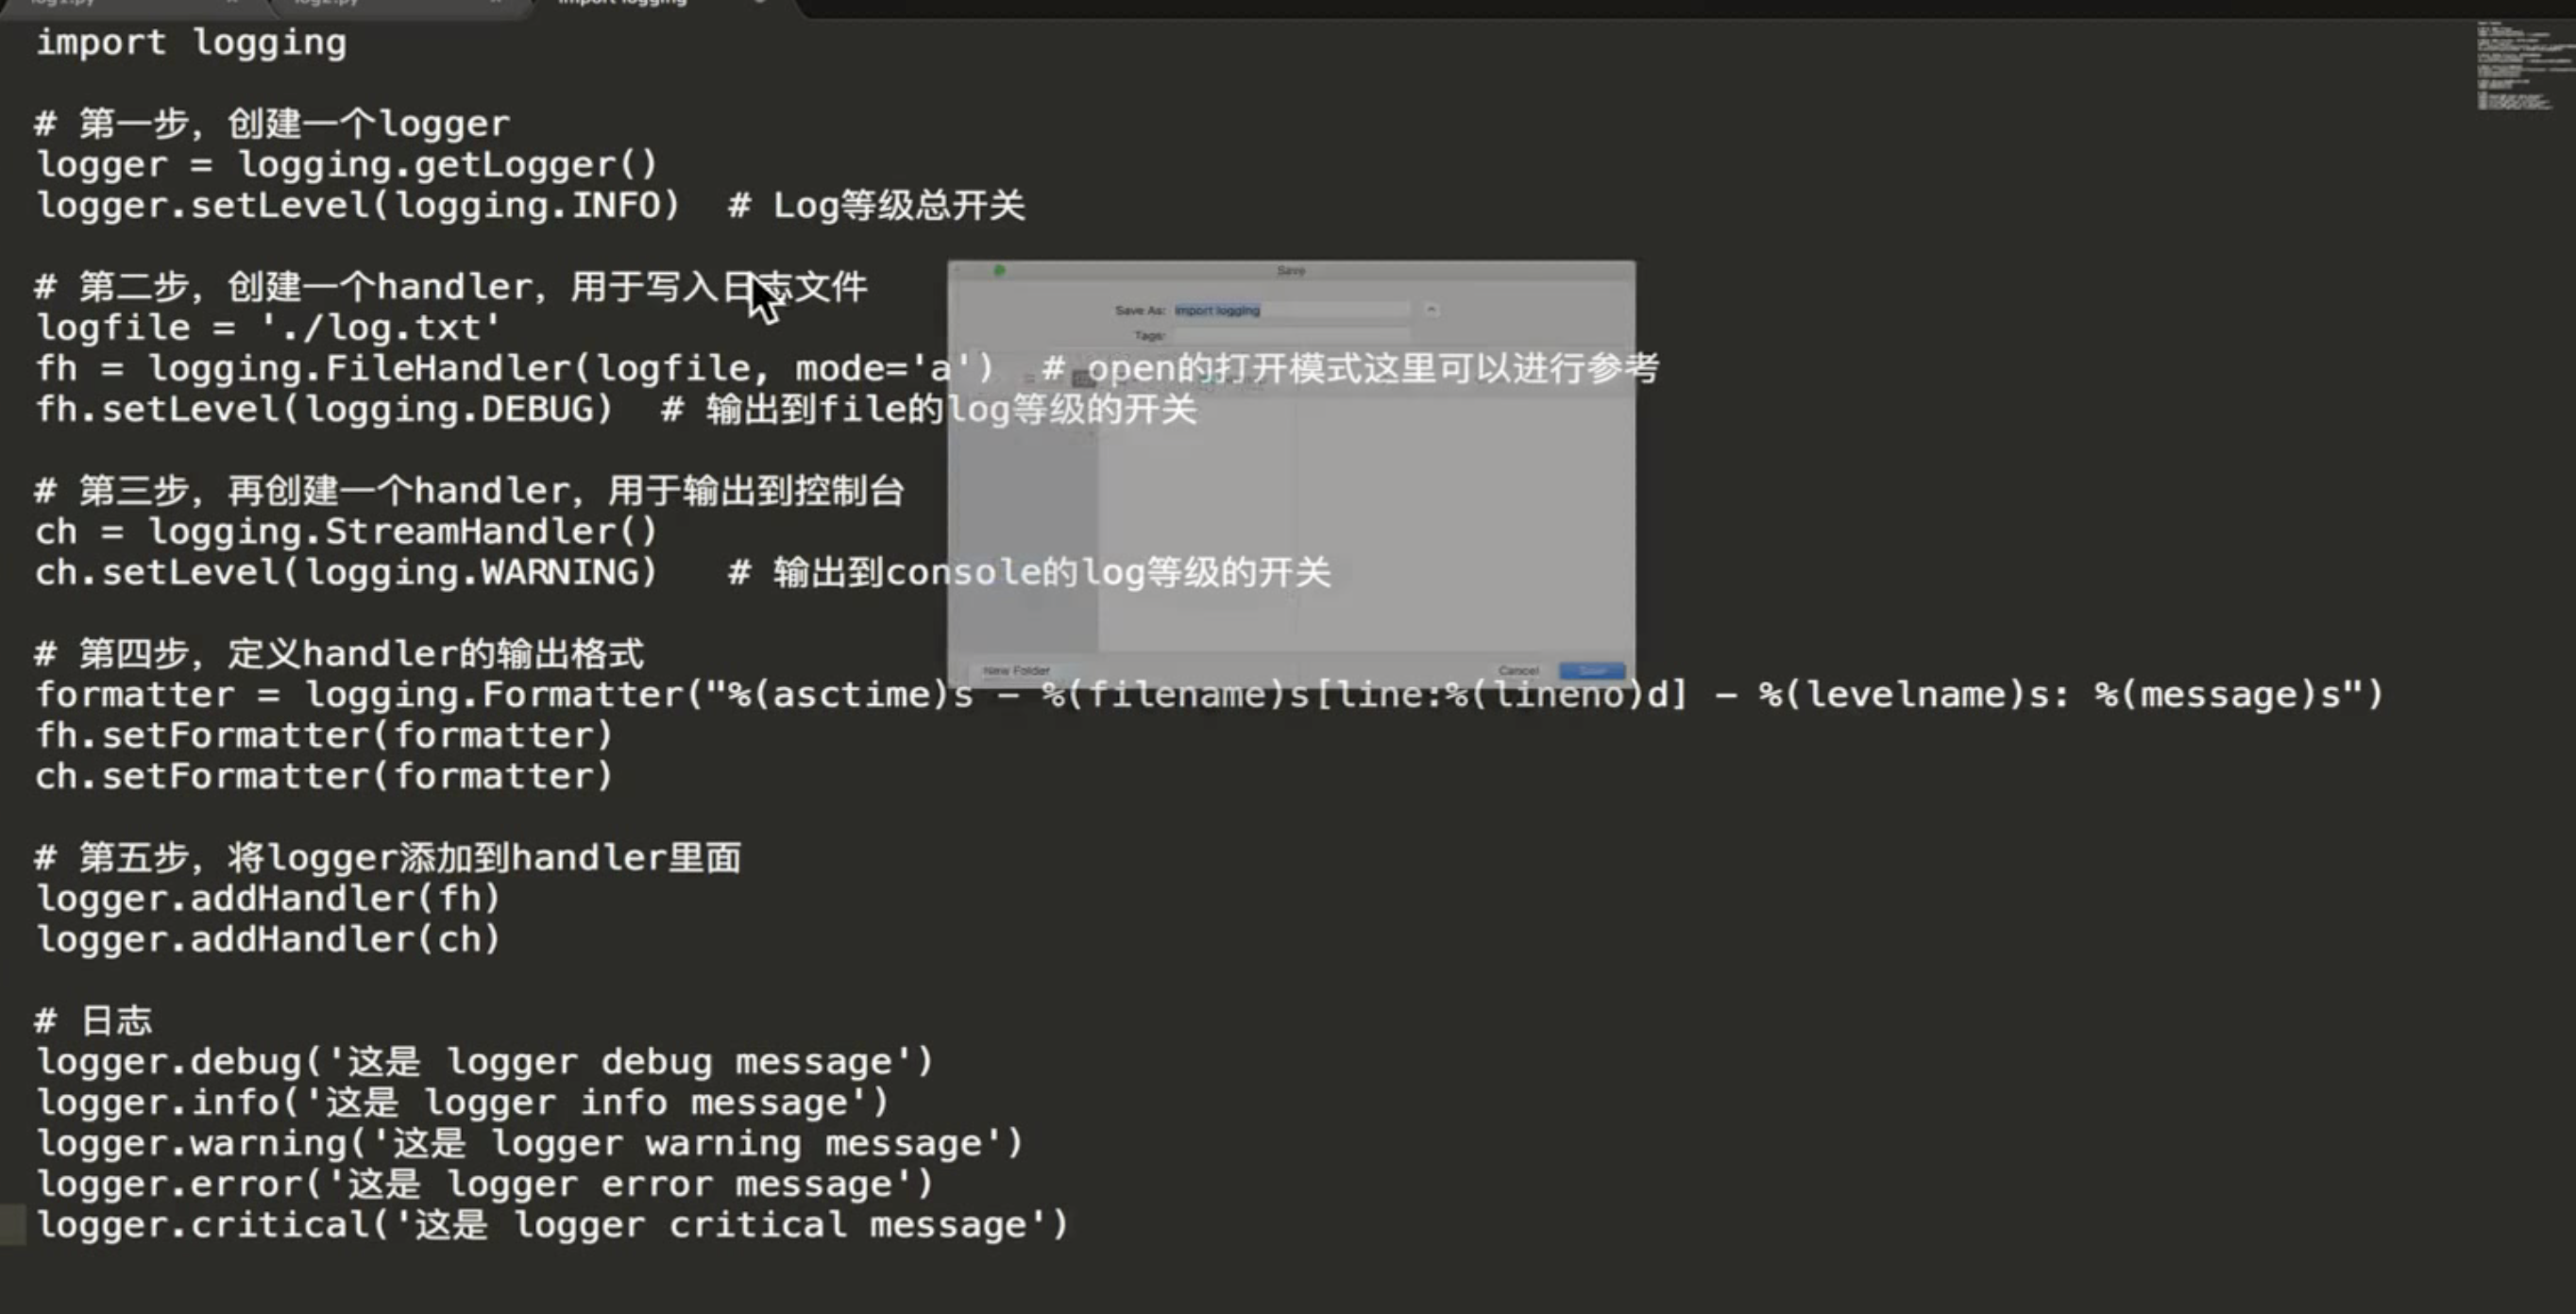 log1.py
log2.py
import logging
import logging
# 第一步，创建一个logger
logger = logging.getLogger()
logger.setLevel(logging.INFO)  # Log等级总开关
# 第二步，创建一个handler，用于写入日志文件
logfile = './log.txt'
fh = logging.FileHandler(logfile, mode='a')  # open的打开模式这里可以进行参考
fh.setLevel(logging.DEBUG)  # 输出到file的log等级的开关
# 第三步，再创建一个handler，用于输出到控制台
ch = logging.StreamHandler()
ch.setLevel(logging.WARNING)   # 输出到console的log等级的开关
# 第四步，定义handler的输出格式
formatter = logging.Formatter("%(asctime)s - %(filename)s[line:%(lineno)d] - %(levelname)s: %(message)s")
fh.setFormatter(formatter)
ch.setFormatter(formatter)
# 第五步，将logger添加到handler里面
logger.addHandler(fh)
logger.addHandler(ch)
# 日志
logger.debug('这是 logger debug message')
logger.info('这是 logger info message')
logger.warning('这是 logger warning message')
logger.error('这是 logger error message')
logger.critical('这是 logger critical message')
Save
Save As: import logging
Tags:
New Folder
Cancel
Save